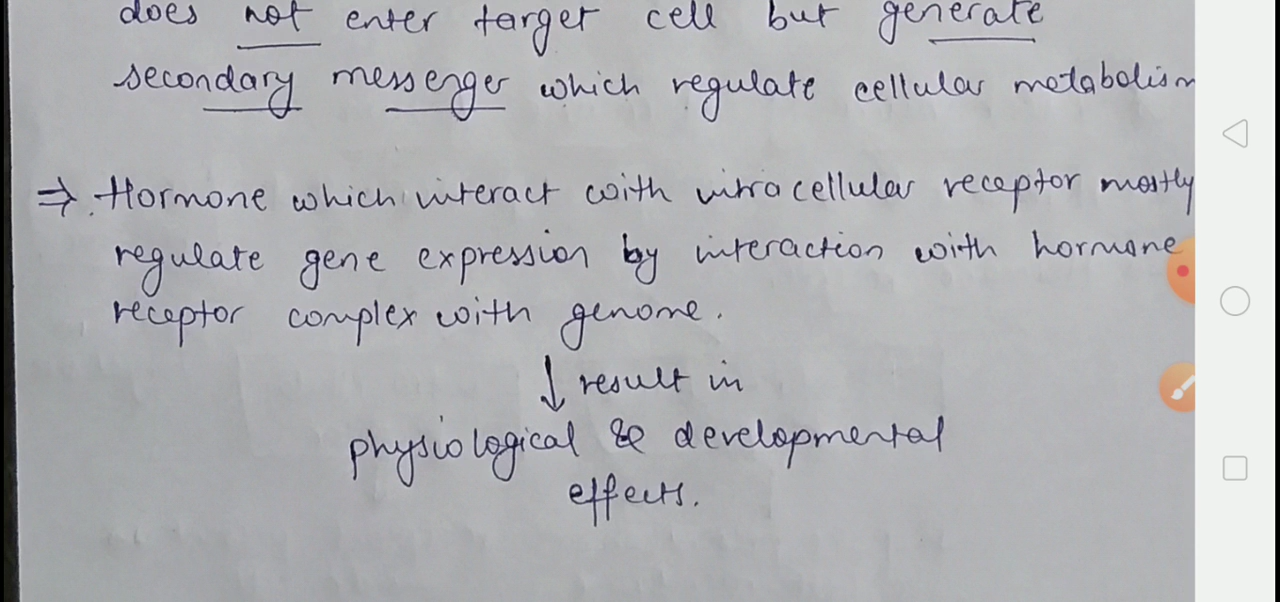 does not enter target cell but generate
secondary messenger which regulate cellular metabolism
⇒ Hormone which interact with intracellular receptor mostly
regulate gene expression by interaction with hormone
receptor complex with genome.
↓ result in
physiological & developmental
effects.